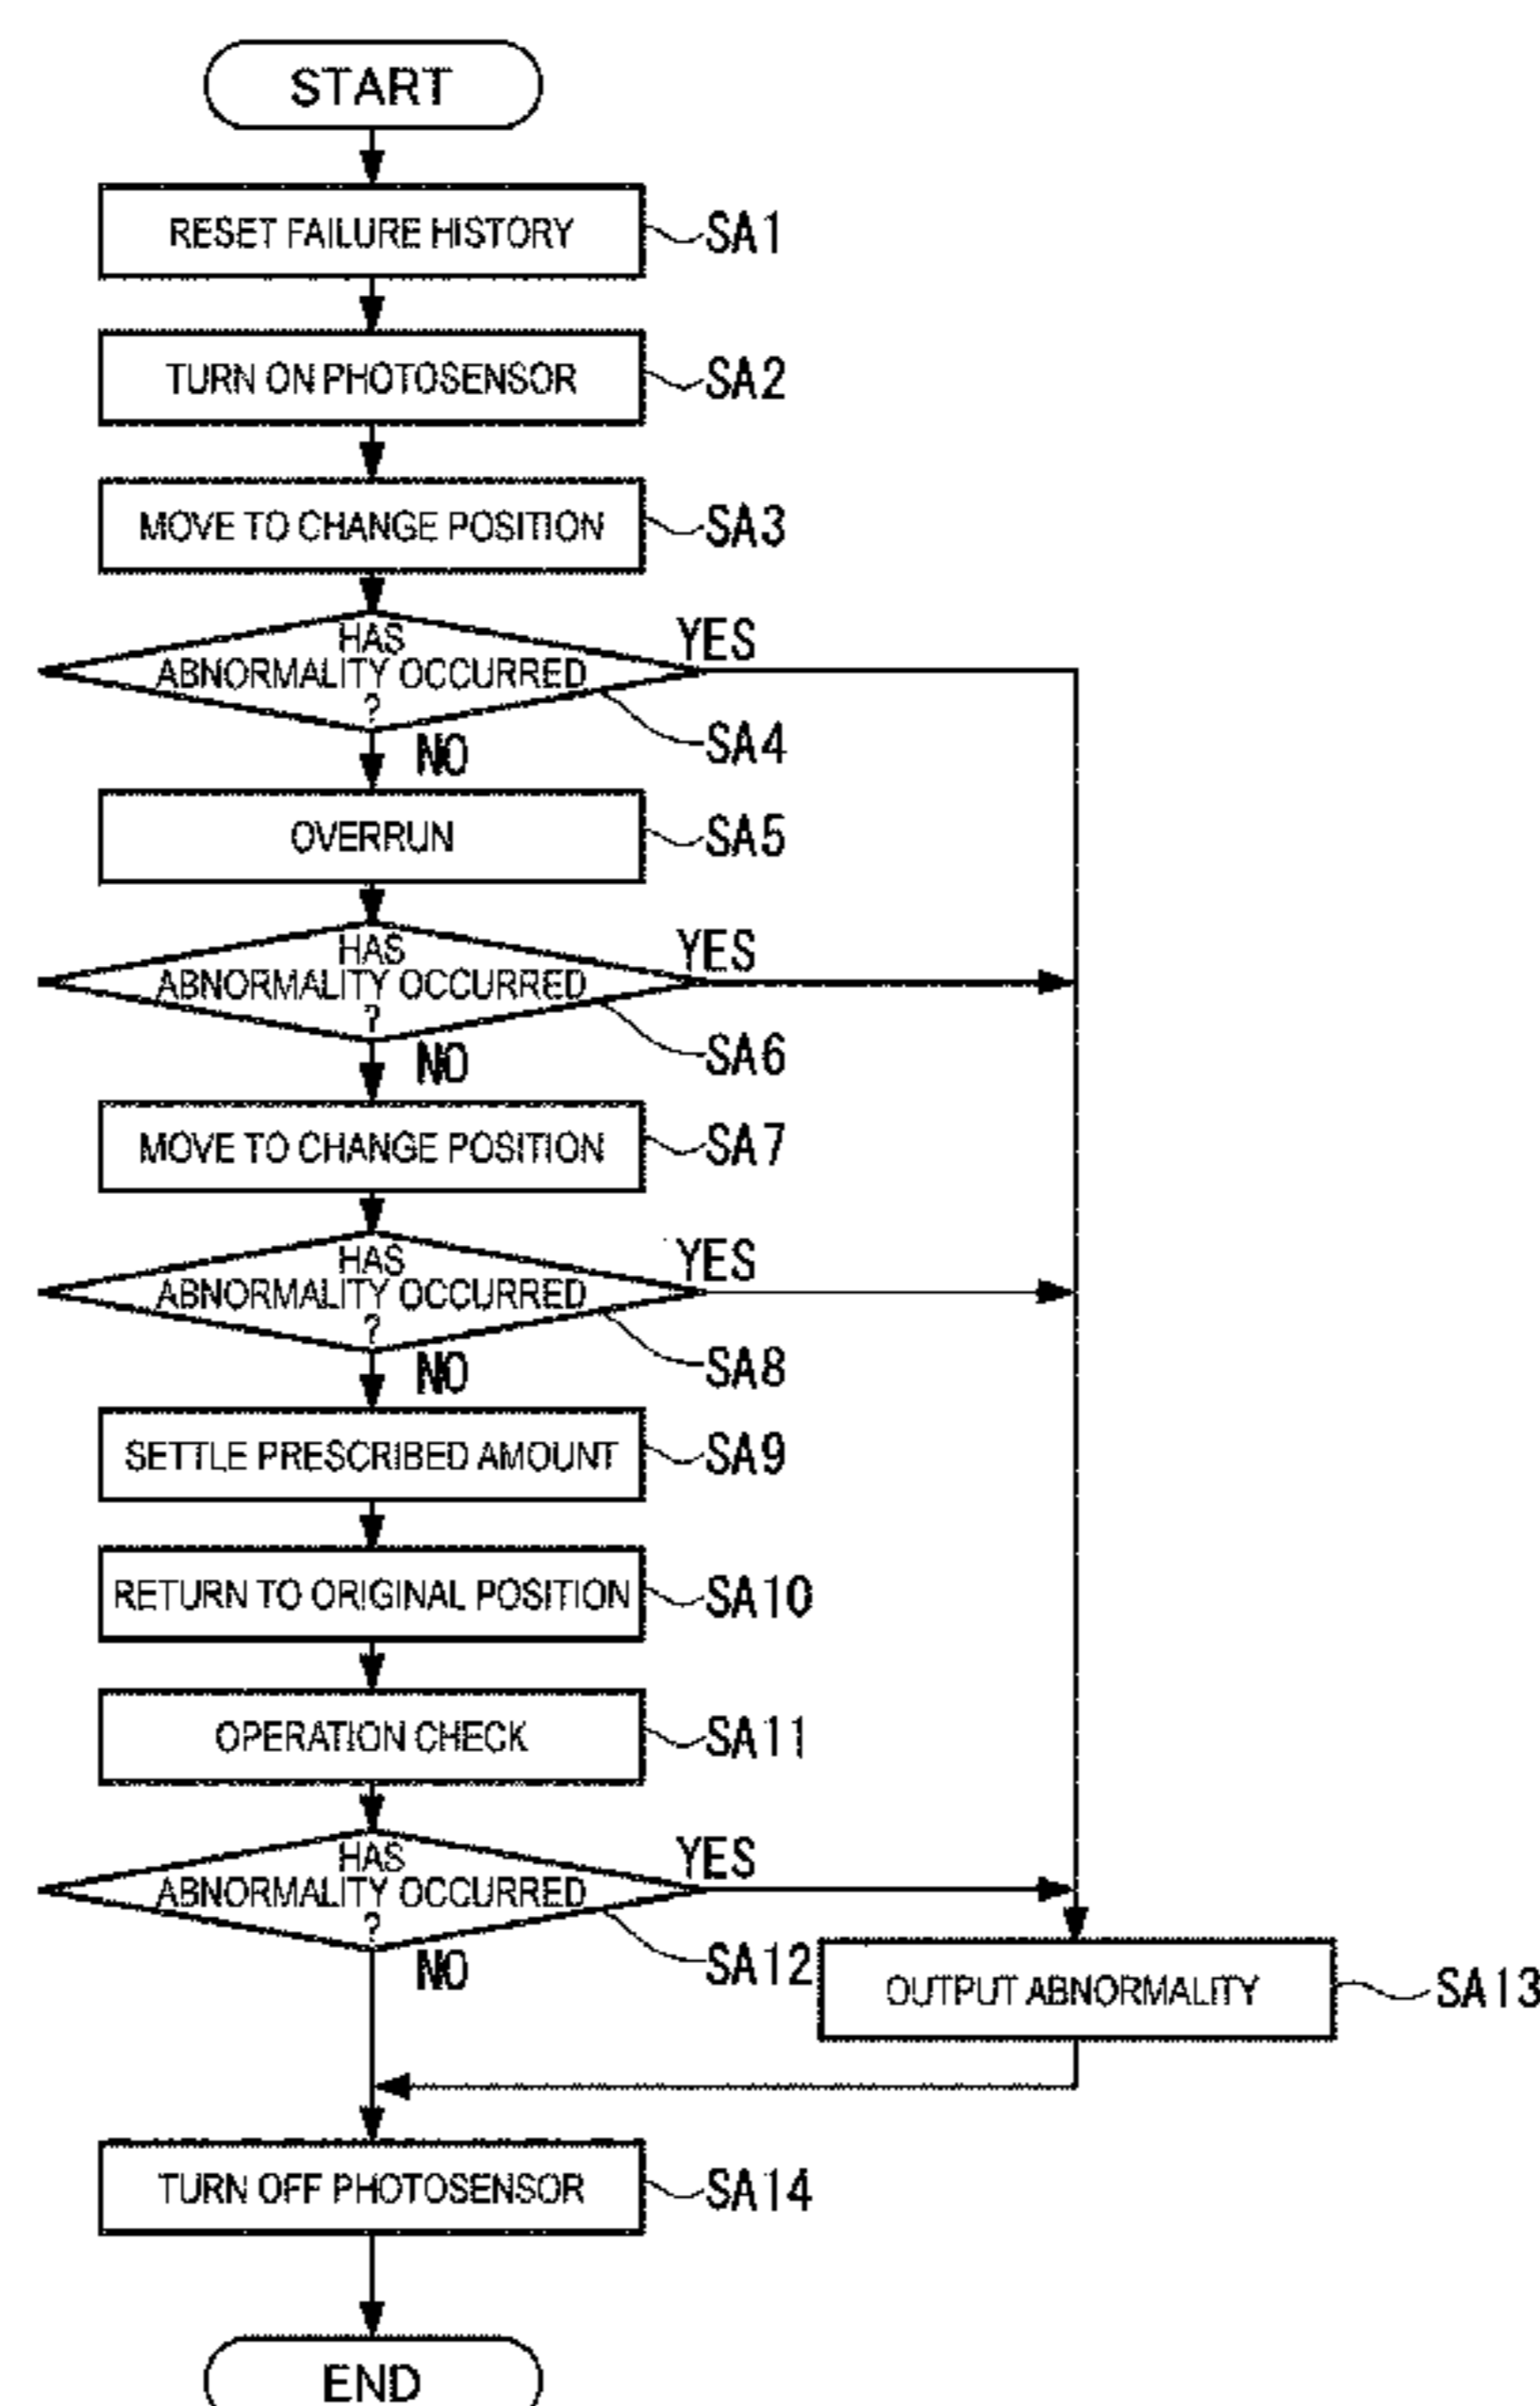 START
RESET FAILURE HISTORY
SA1
TURN ON PHOTOSENSOR
SA2
MOVE TO CHANGE POSITION
SA3
HAS
ABNORMALITY OCCURRED
?
YES
SA4
NO
OVERRUN
SA5
HAS
ABNORMALITY OCCURRED
?
YES
SA6
NO
MOVE TO CHANGE POSITION
SA7
HAS
ABNORMALITY OCCURRED
?
YES
SA8
NO
SETTLE PRESCRIBED AMOUNT
SA9
RETURN TO ORIGINAL POSITION
SA10
OPERATION CHECK
SA11
HAS
ABNORMALITY OCCURRED
?
YES
SA12
NO
OUTPUT ABNORMALITY
SA13
TURN OFF PHOTOSENSOR
SA14
END